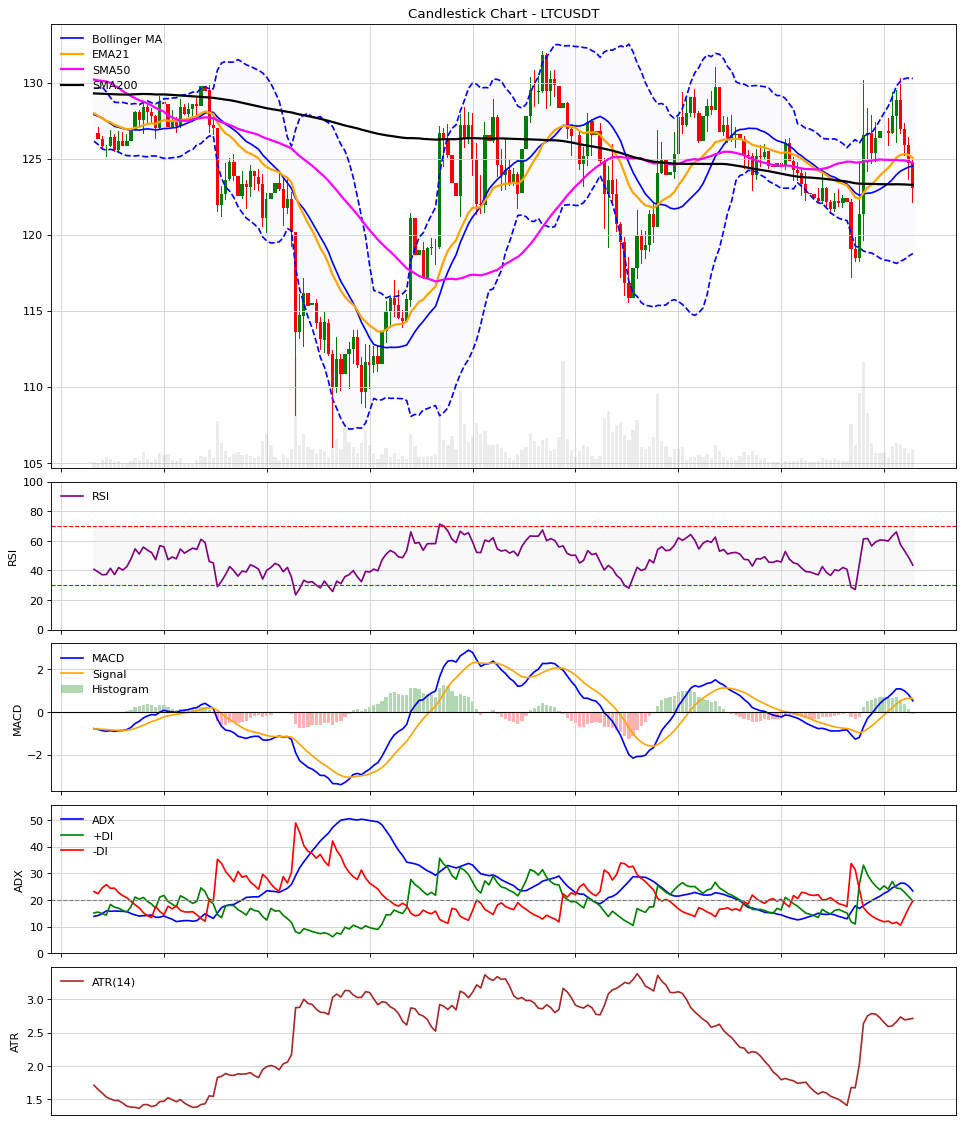 Candlestick Chart - LTCUSDT
Bollinger MA
EMA21
SMA50
SMA200
130
125
120
115
110
105
RSI
100
80
60
40
20
0
RSI
MACD
Signal
Histogram
2
0
−2
MACD
ADX
+DI
-DI
50
40
30
20
10
0
ADX
ATR(14)
3.0
2.5
2.0
1.5
ATR